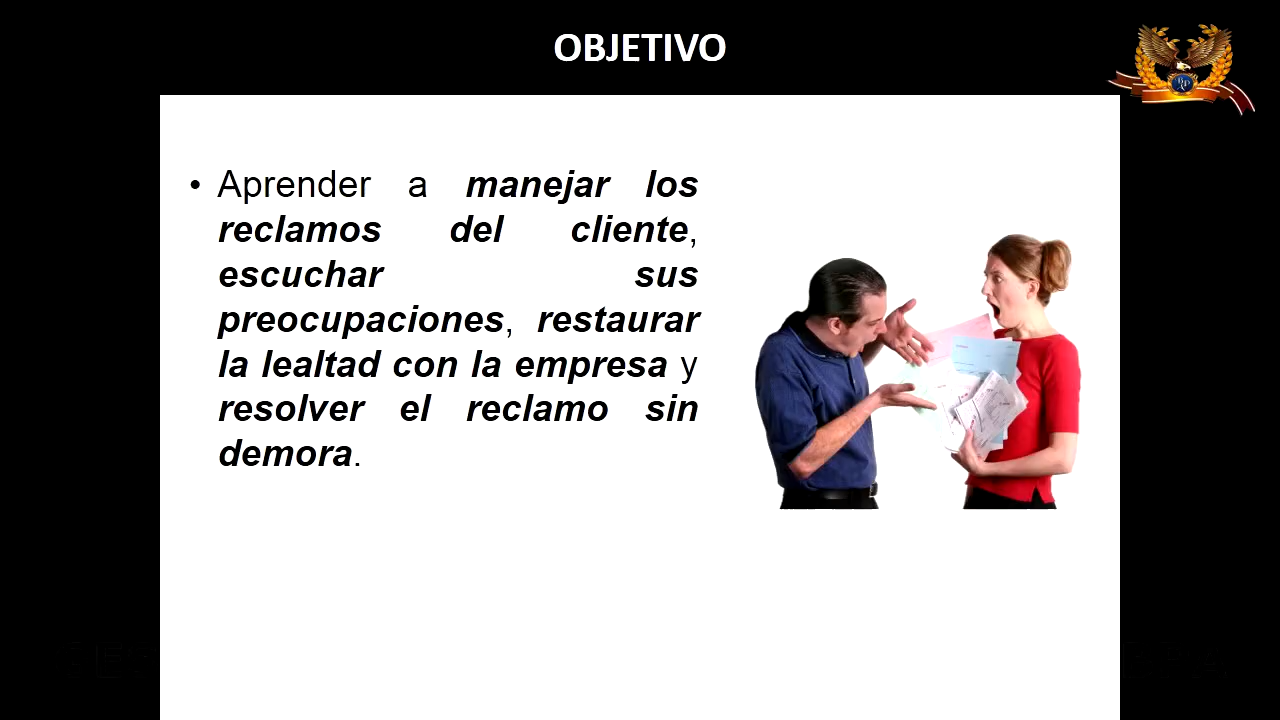 OBJETIVO
• Aprender a manejar los
reclamos del cliente,
escuchar sus
preocupaciones, restaurar
la lealtad con la empresa y
resolver el reclamo sin
demora.